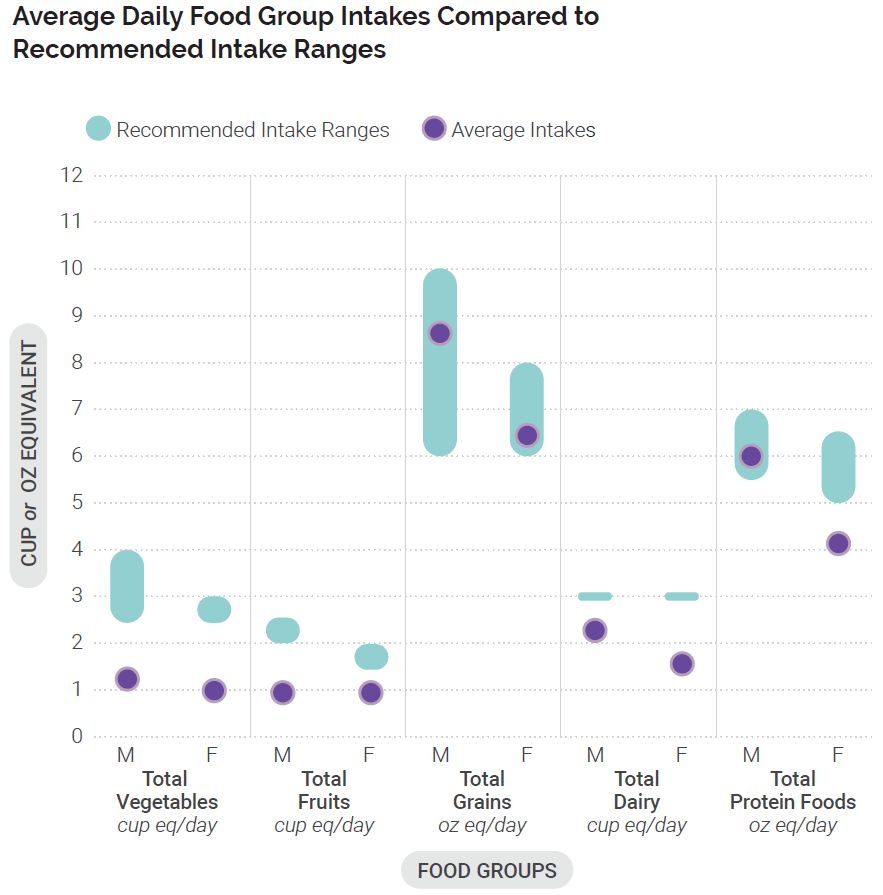 Average Daily Food Group Intakes Compared to
Recommended Intake Ranges
Recommended Intake Ranges
Average Intakes
CUP or OZ EQUIVALENT
12
11
10
9
8
7
6
5
4
3
2
1
0
M F M F M F M F M F
Total Vegetables cup eq/day
Total Fruits cup eq/day
Total Grains oz eq/day
Total Dairy cup eq/day
Total Protein Foods oz eq/day
FOOD GROUPS